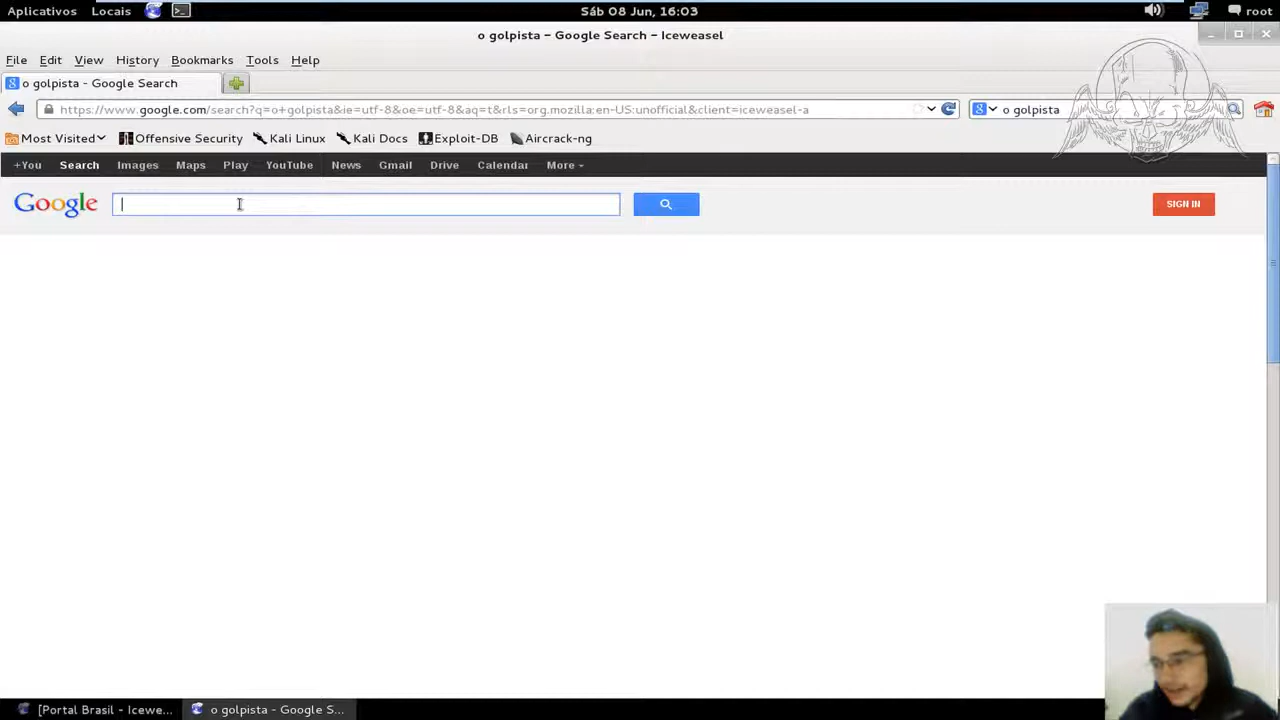 Aplicativos Locais Sáb 08 Jun, 16:03 root
o golpista – Google Search – Iceweasel
File Edit View History Bookmarks Tools Help
o golpista - Google Search
https://www.google.com/search?q=o+golpista&ie=utf-8&oe=utf-8&aq=t&rls=org.mozilla:en-US:unofficial&client=iceweasel-a o golpista
Most Visited Offensive Security Kali Linux Kali Docs Exploit-DB Aircrack-ng
+You Search Images Maps Play YouTube News Gmail Drive Calendar More
Google SIGN IN
[Portal Brasil - Icewe... o golpista - Google S...